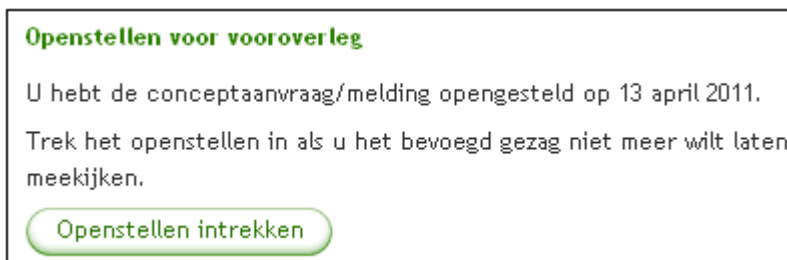 Openstellen voor vooroverleg
U hebt de conceptaanvraag/melding opengesteld op 13 april 2011.
Trek het openstellen in als u het bevoegd gezag niet meer wilt laten
meekijken.
Openstellen intrekken